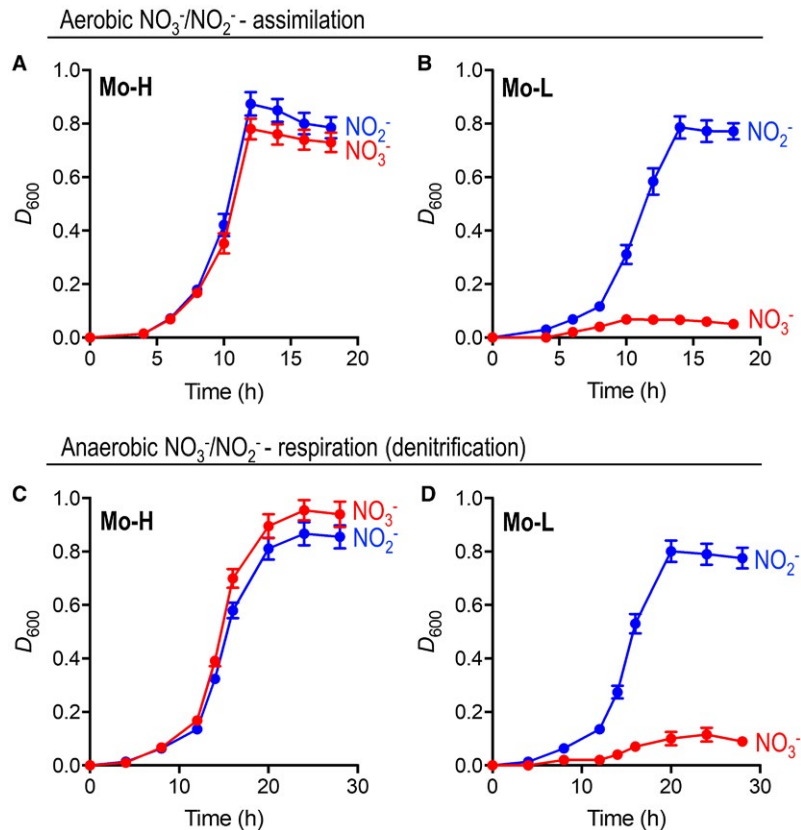 Aerobic NO₃⁻/NO₂⁻ - assimilation
A
Mo-H
1.0
0.8
0.6
0.4
0.2
0.0
D₆₀₀
NO₂⁻
NO₃⁻
0 5 10 15 20
Time (h)
B
Mo-L
1.0
0.8
0.6
0.4
0.2
0.0
D₆₀₀
NO₂⁻
NO₃⁻
0 5 10 15 20
Time (h)
Anaerobic NO₃⁻/NO₂⁻ - respiration (denitrification)
C
Mo-H
1.0
0.8
0.6
0.4
0.2
0.0
D₆₀₀
NO₃⁻
NO₂⁻
0 10 20 30
Time (h)
D
Mo-L
1.0
0.8
0.6
0.4
0.2
0.0
D₆₀₀
NO₂⁻
NO₃⁻
0 10 20 30
Time (h)